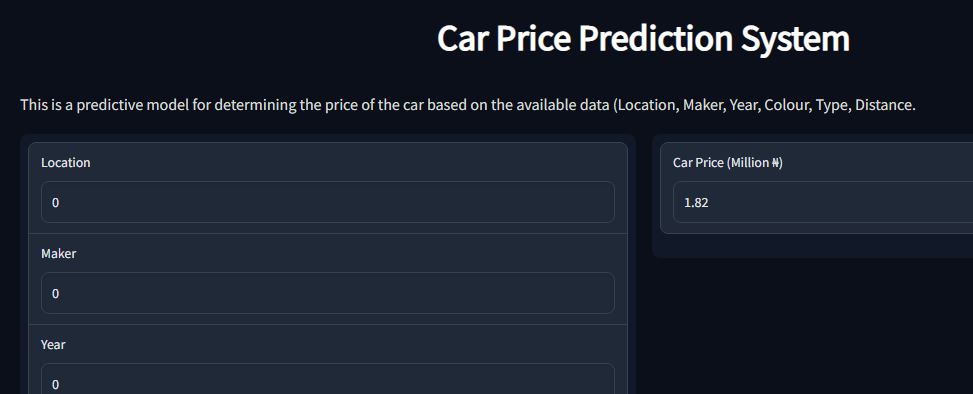 Car Price Prediction System
This is a predictive model for determining the price of the car based on the available data (Location, Maker, Year, Colour, Type, Distance.
Location
0
Maker
0
Year
0
Car Price (Million ₦)
1.82